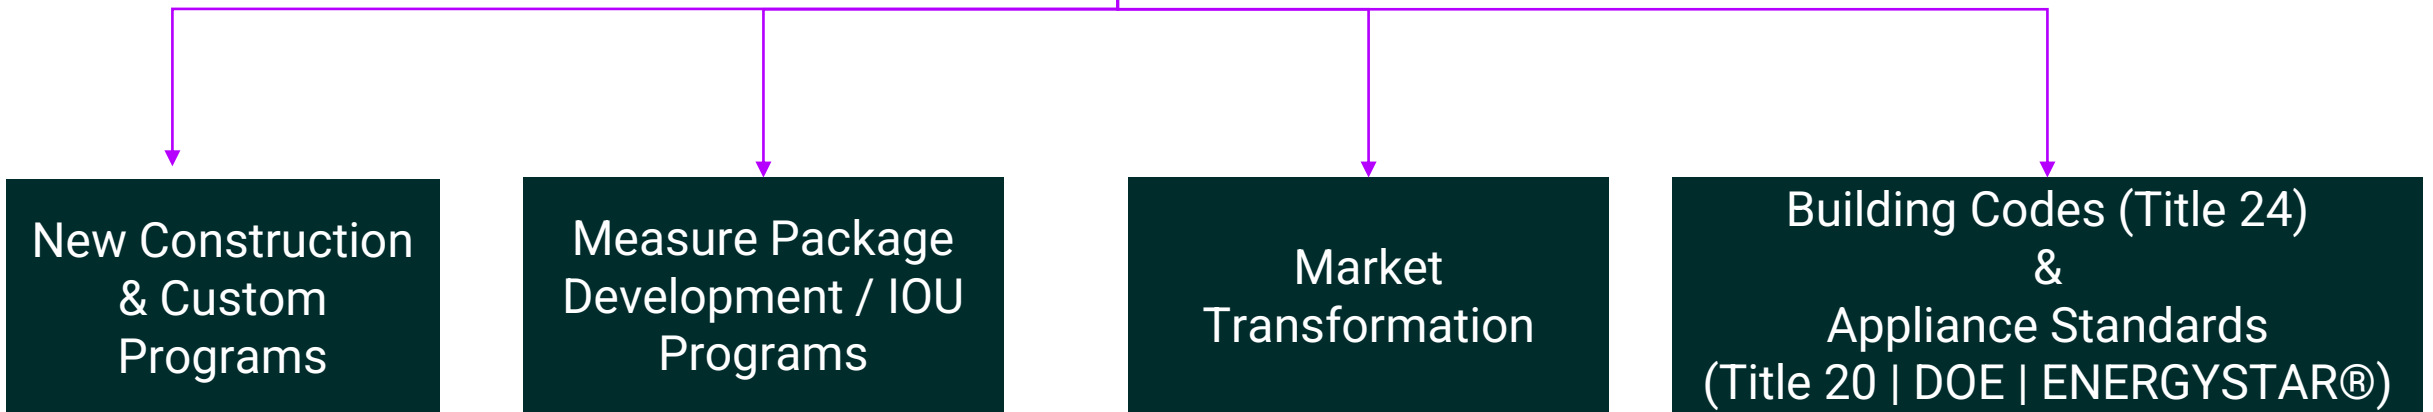 New Construction
& Custom
Programs
Measure Package
Development / IOU
Programs
Market
Transformation
Building Codes (Title 24)
&
Appliance Standards
(Title 20 | DOE | ENERGYSTAR®)